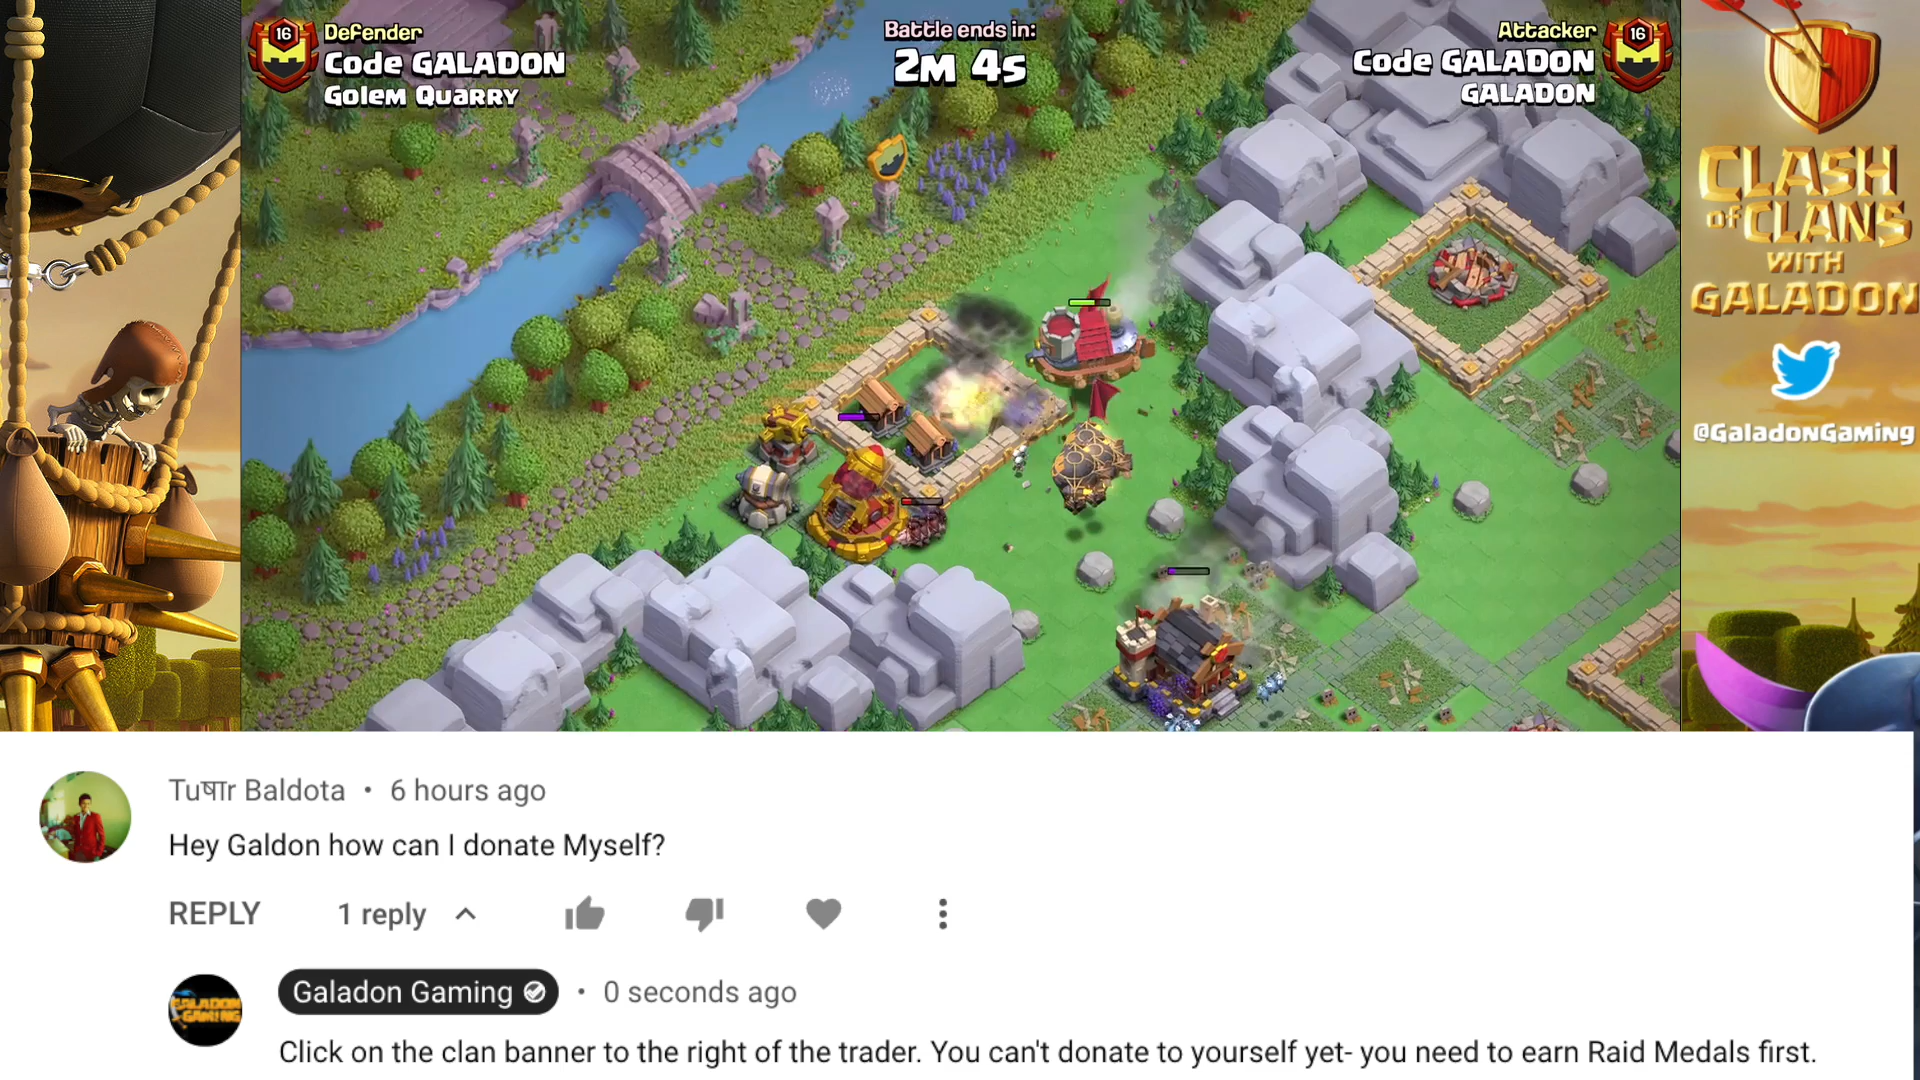 16
Defender
Code GALADON
Golem Quarry
Battle ends in:
2M 4s
Attacker
Code GALADON
GALADON
16
CLASH
OF CLANS
WITH
GALADON
@GaladonGaming
Tuषाr Baldota • 6 hours ago
Hey Galdon how can I donate Myself?
REPLY 1 reply
GALADON
GAMING
Galadon Gaming • 0 seconds ago
Click on the clan banner to the right of the trader. You can't donate to yourself yet- you need to earn Raid Medals first.